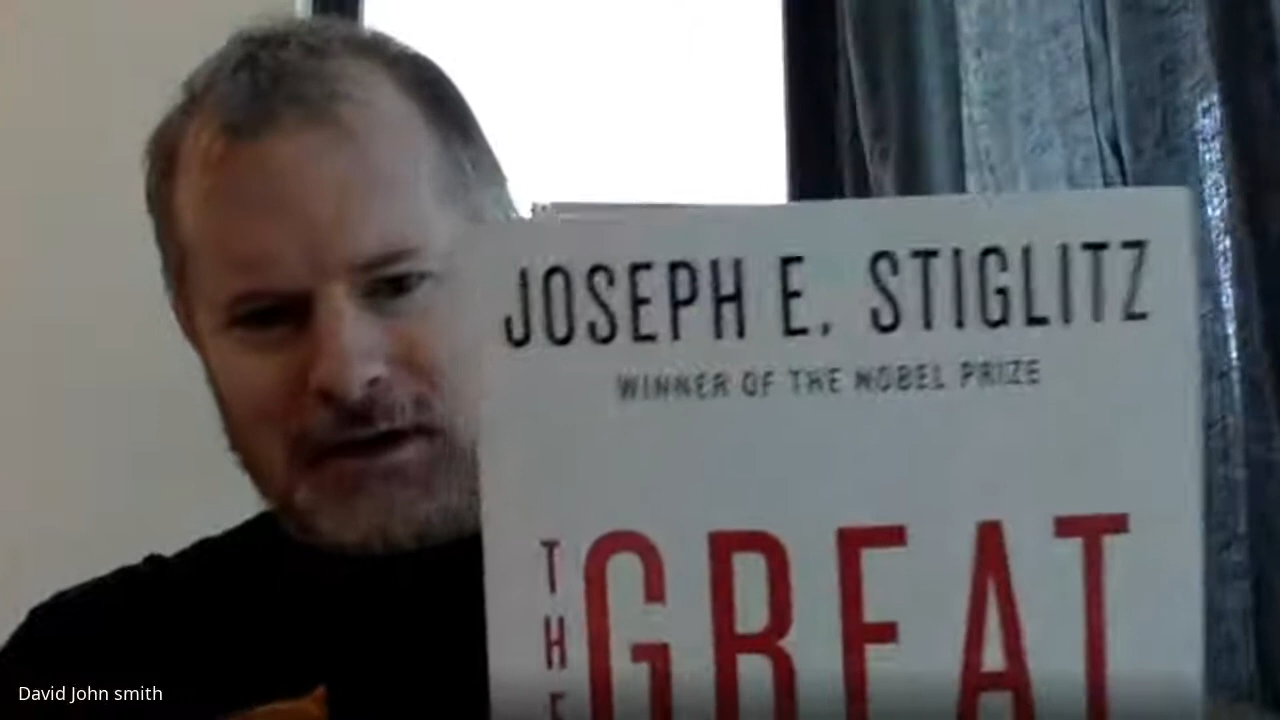 JOSEPH E. STIGLITZ
WINNER OF THE NOBEL PRIZE
THE GREAT
David John smith